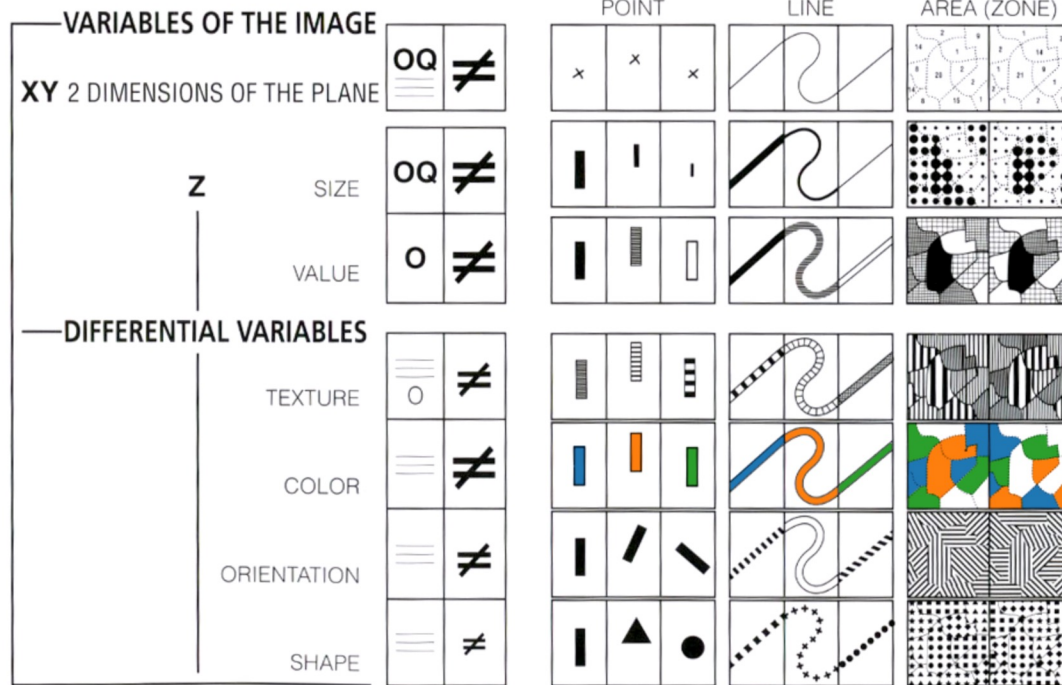 POINT LINE AREA (ZONE)
VARIABLES OF THE IMAGE
XY 2 DIMENSIONS OF THE PLANE OQ ≠
Z
SIZE OQ ≠
VALUE O ≠
DIFFERENTIAL VARIABLES
TEXTURE O ≠
COLOR ≠
ORIENTATION ≠
SHAPE ≠